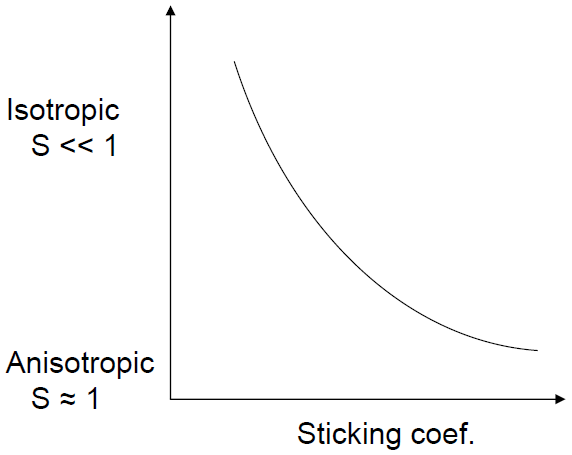 Isotropic
S << 1
Anisotropic
S ≈ 1
Sticking coef.